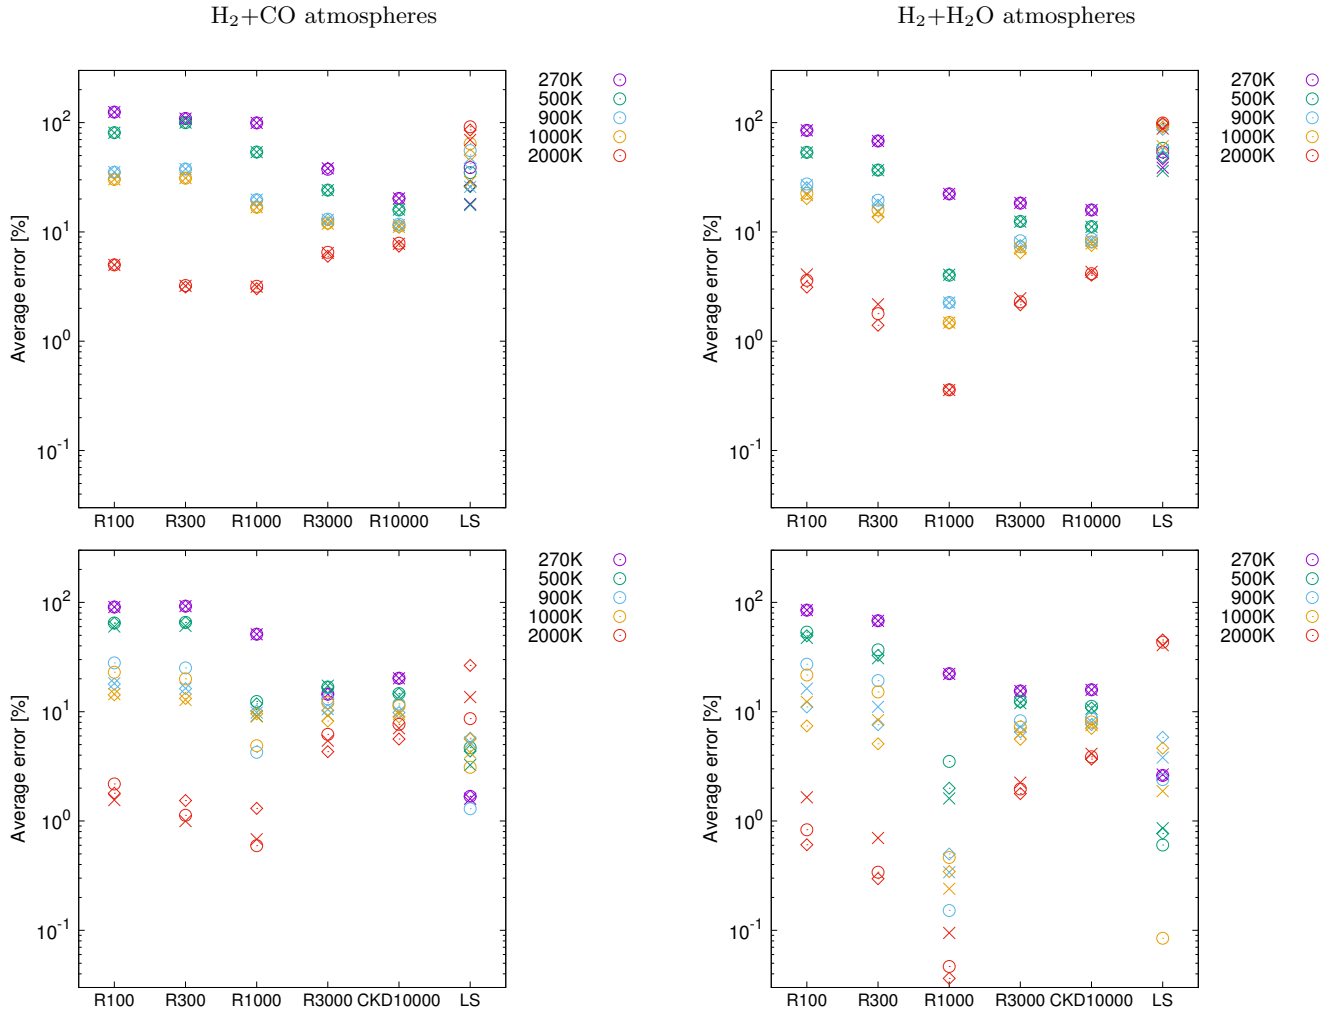 H₂+CO atmospheres
H₂+H₂O atmospheres
Average error [%]
10²
10¹
10⁰
10⁻¹
R100 R300 R1000 R3000 R10000 LS
270K
500K
900K
1000K
2000K
Average error [%]
10²
10¹
10⁰
10⁻¹
R100 R300 R1000 R3000 R10000 LS
270K
500K
900K
1000K
2000K
Average error [%]
10²
10¹
10⁰
10⁻¹
R100 R300 R1000 R3000 CKD10000 LS
270K
500K
900K
1000K
2000K
Average error [%]
10²
10¹
10⁰
10⁻¹
R100 R300 R1000 R3000 CKD10000 LS
270K
500K
900K
1000K
2000K